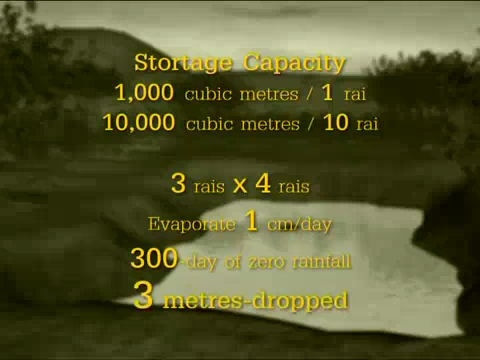 Stortage Capacity
1,000 cubic metres / 1 rai
10,000 cubic metres / 10 rai
3 rais x 4 rais
Evaporate 1 cm/day
300-day of zero rainfall
3 metres-dropped